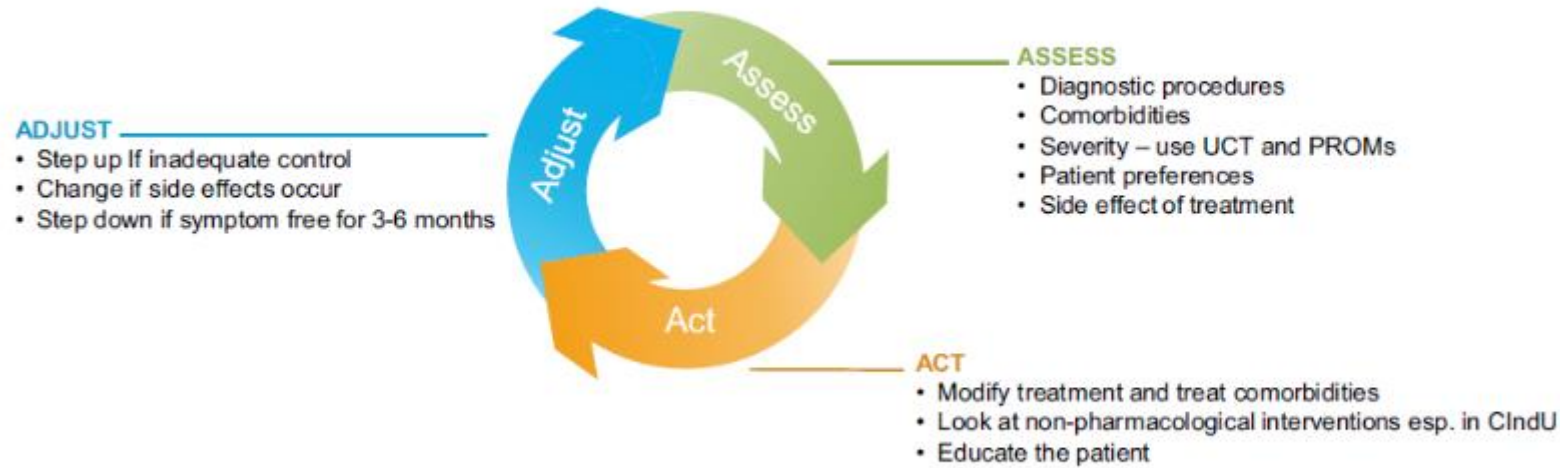 Adjust
Assess
Act
ASSESS
• Diagnostic procedures
• Comorbidities
• Severity – use UCT and PROMs
• Patient preferences
• Side effect of treatment
ADJUST
• Step up If inadequate control
• Change if side effects occur
• Step down if symptom free for 3-6 months
ACT
• Modify treatment and treat comorbidities
• Look at non-pharmacological interventions esp. in CIndU
• Educate the patient